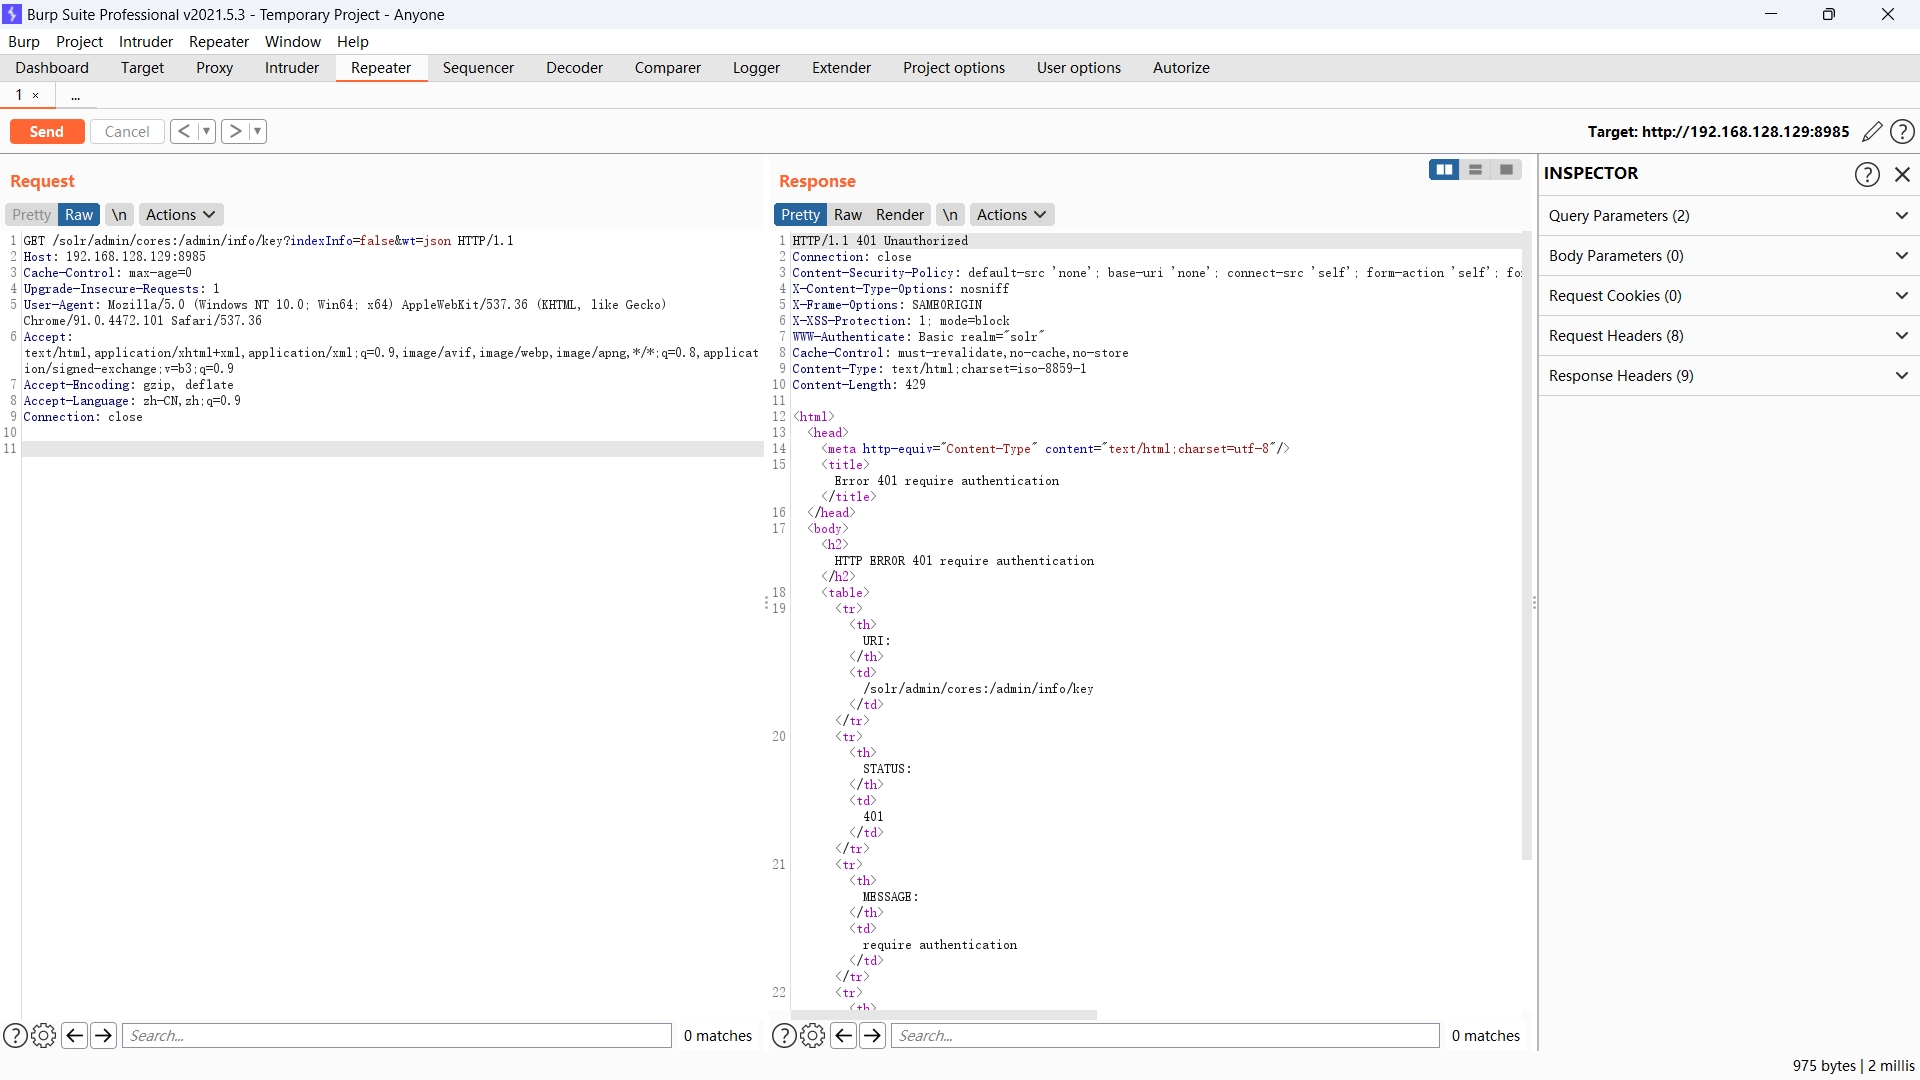 Burp Suite Professional v2021.5.3 - Temporary Project - Anyone
Burp Project Intruder Repeater Window Help
Dashboard Target Proxy Intruder Repeater Sequencer Decoder Comparer Logger Extender Project options User options Autorize
1 × ...
Send Cancel < >
Target: http://192.168.128.129:8985
Request
Pretty Raw \n Actions
1 GET /solr/admin/cores:/admin/info/key?indexInfo=false&wt=json HTTP/1.1
2 Host: 192.168.128.129:8985
3 Cache-Control: max-age=0
4 Upgrade-Insecure-Requests: 1
5 User-Agent: Mozilla/5.0 (Windows NT 10.0; Win64; x64) AppleWebKit/537.36 (KHTML, like Gecko)
Chrome/91.0.4472.101 Safari/537.36
6 Accept:
text/html,application/xhtml+xml,application/xml;q=0.9,image/avif,image/webp,image/apng,*/*;q=0.8,applicat
ion/signed-exchange;v=b3;q=0.9
7 Accept-Encoding: gzip, deflate
8 Accept-Language: zh-CN,zh;q=0.9
9 Connection: close
10
11
Search... 0 matches
Response
Pretty Raw Render \n Actions
1 HTTP/1.1 401 Unauthorized
2 Connection: close
3 Content-Security-Policy: default-src 'none'; base-uri 'none'; connect-src 'self'; form-action 'self'; fo
4 X-Content-Type-Options: nosniff
5 X-Frame-Options: SAMEORIGIN
6 X-XSS-Protection: 1; mode=block
7 WWW-Authenticate: Basic realm="solr"
8 Cache-Control: must-revalidate,no-cache,no-store
9 Content-Type: text/html;charset=iso-8859-1
10 Content-Length: 429
11
12 <html>
13 <head>
14 <meta http-equiv="Content-Type" content="text/html;charset=utf-8"/>
15 <title>
Error 401 require authentication
</title>
16 </head>
17 <body>
<h2>
HTTP ERROR 401 require authentication
</h2>
18 <table>
19 <tr>
<th>
URI:
</th>
<td>
/solr/admin/cores:/admin/info/key
</td>
</tr>
20 <tr>
<th>
STATUS:
</th>
<td>
401
</td>
</tr>
21 <tr>
<th>
MESSAGE:
</th>
<td>
require authentication
</td>
</tr>
22 <tr>
<th>
Search... 0 matches
INSPECTOR
Query Parameters (2)
Body Parameters (0)
Request Cookies (0)
Request Headers (8)
Response Headers (9)
975 bytes | 2 millis